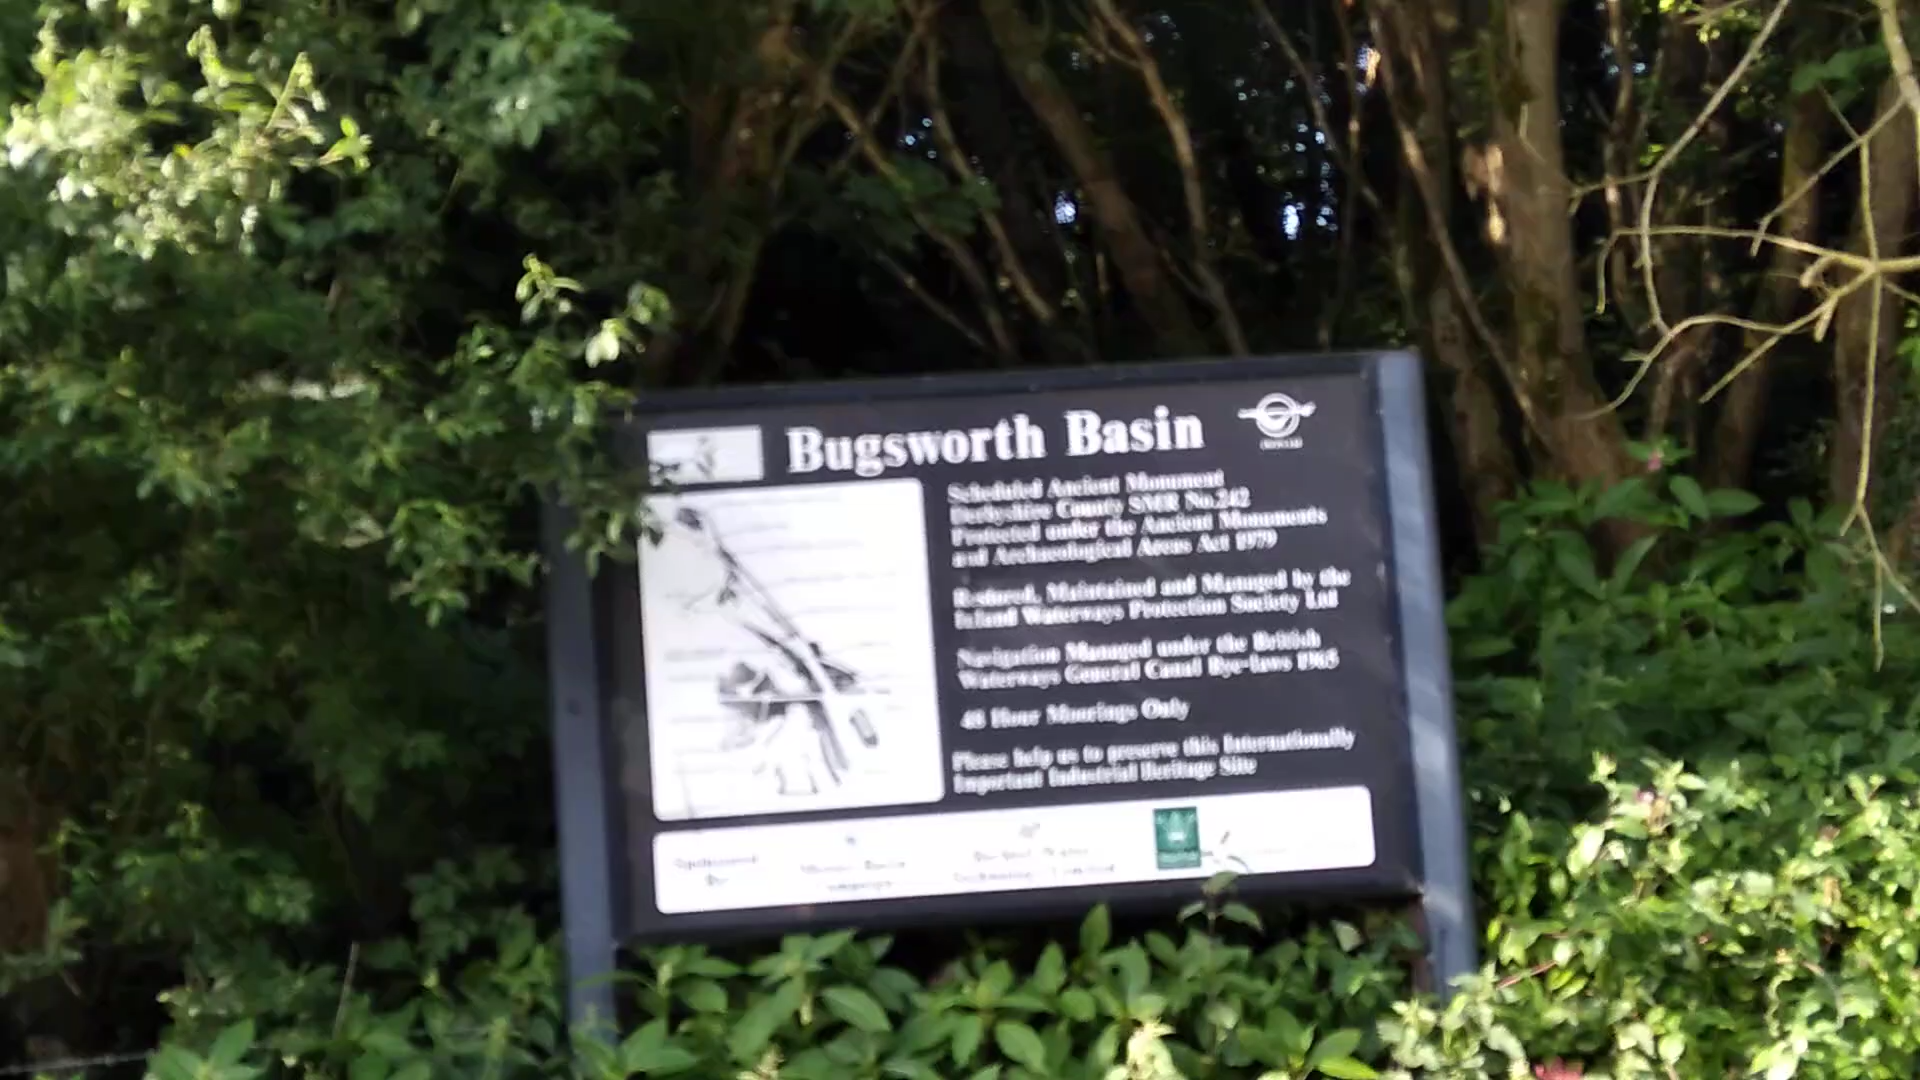 Bugsworth Basin
Scheduled Ancient Monument
Derbyshire County SMR No.242
Protected under the Ancient Monuments
and Archaeological Areas Act 1979
Restored, Maintained and Managed by the
Inland Waterways Protection Society Ltd
Navigation Managed under the British
Waterways General Canal Bye-laws 1965
48 Hour Moorings Only
Please help us to preserve this Internationally
Important Industrial Heritage Site
Sponsored
By